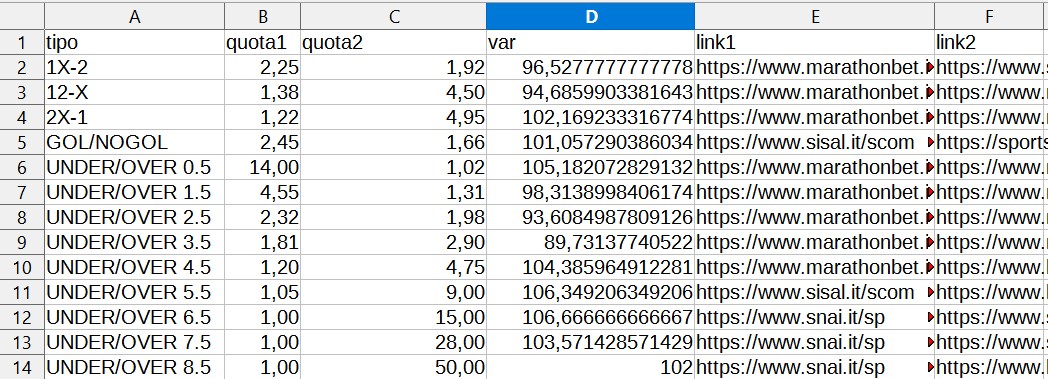 A B C D E F
1 tipo quota1 quota2 var link1 link2
2 1X-2 2,25 1,92 96,5277777777778 https://www.marathonbet.i https://www.s
3 12-X 1,38 4,50 94,6859903381643 https://www.marathonbet.i https://www.
4 2X-1 1,22 4,95 102,169233316774 https://www.marathonbet.i https://www.
5 GOL/NOGOL 2,45 1,66 101,057290386034 https://www.sisal.it/scom https://sports
6 UNDER/OVER 0.5 14,00 1,02 105,182072829132 https://www.marathonbet.i https://www.
7 UNDER/OVER 1.5 4,55 1,31 98,3138998406174 https://www.marathonbet.i https://www.
8 UNDER/OVER 2.5 2,32 1,98 93,6084987809126 https://www.marathonbet.i https://www.
9 UNDER/OVER 3.5 1,81 2,90 89,73137740522 https://www.marathonbet.i https://www.
10 UNDER/OVER 4.5 1,20 4,75 104,385964912281 https://www.marathonbet.i https://www.
11 UNDER/OVER 5.5 1,05 9,00 106,349206349206 https://www.sisal.it/scom https://www.
12 UNDER/OVER 6.5 1,00 15,00 106,666666666667 https://www.snai.it/sp https://www.s
13 UNDER/OVER 7.5 1,00 28,00 103,571428571429 https://www.snai.it/sp https://www.s
14 UNDER/OVER 8.5 1,00 50,00 102 https://www.snai.it/sp https://www.